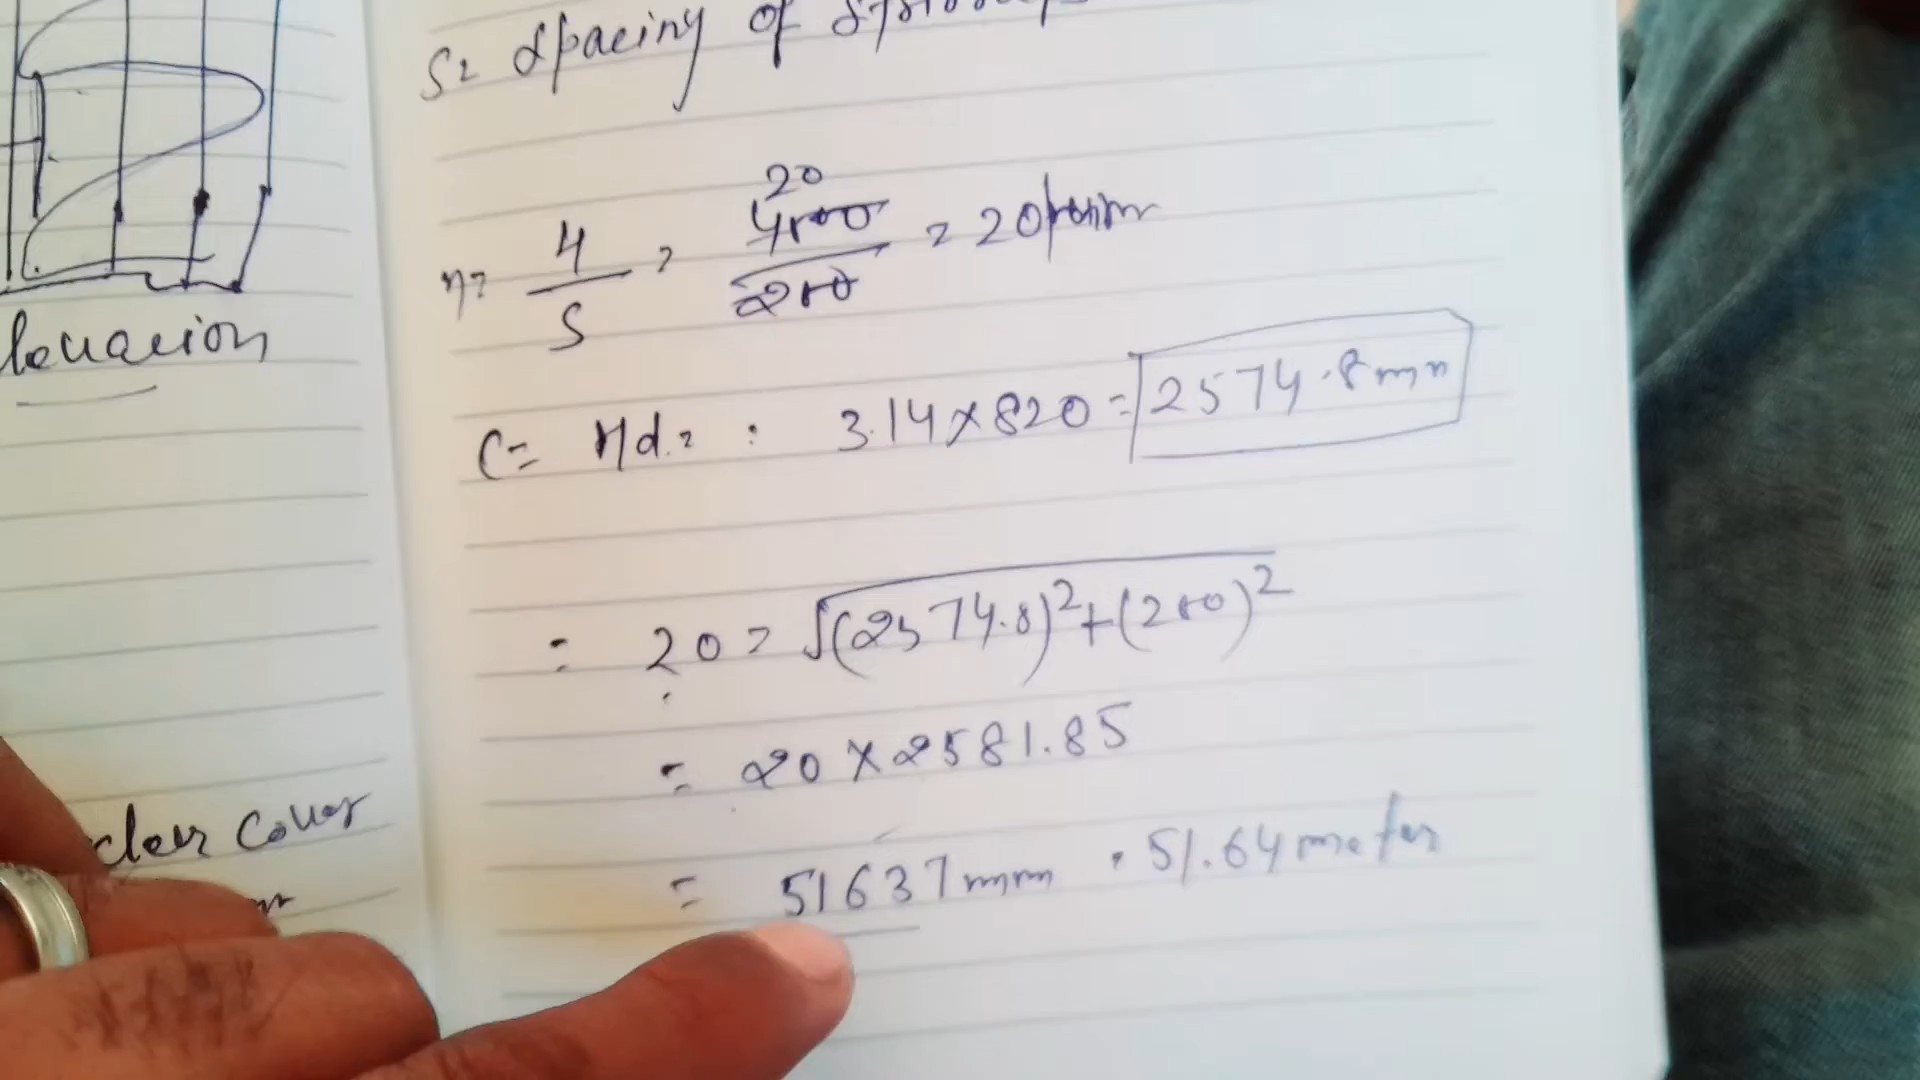 S= Spacing of
20
n= H/S = 4000/200 = 20
C= πd = : 3.14×820 = 2574.8mm
= 20 = √(2574.8)²+(200)²
= 20 × 2581.85
= 51637mm • 51.64 meter
clear Cover